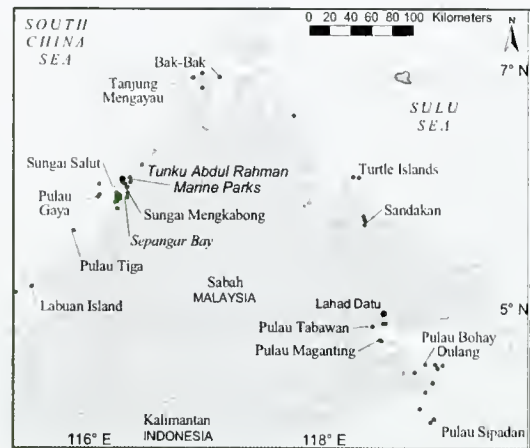 SOUTH
CHINA
SEA
0 20 40 60 80 100 Kilometers
N
7° N
Bak-Bak
Tanjung
Mengayau
SULU
SEA
Sungai Salut
Tunku Abdul Rahman
Marine Parks
Turtle Islands
Pulau
Gaya
Sungai Mengkabong
Sandakan
Sepangar Bay
Pulau Tiga
Sabah
MALAYSIA
Labuan Island
Lahad Datu
5° N
Pulau Tabawan
Pulau Bohay
Dulang
Pulau Maganting
Kalimantan
INDONESIA
116° E
118° E
Pulau Sipadan